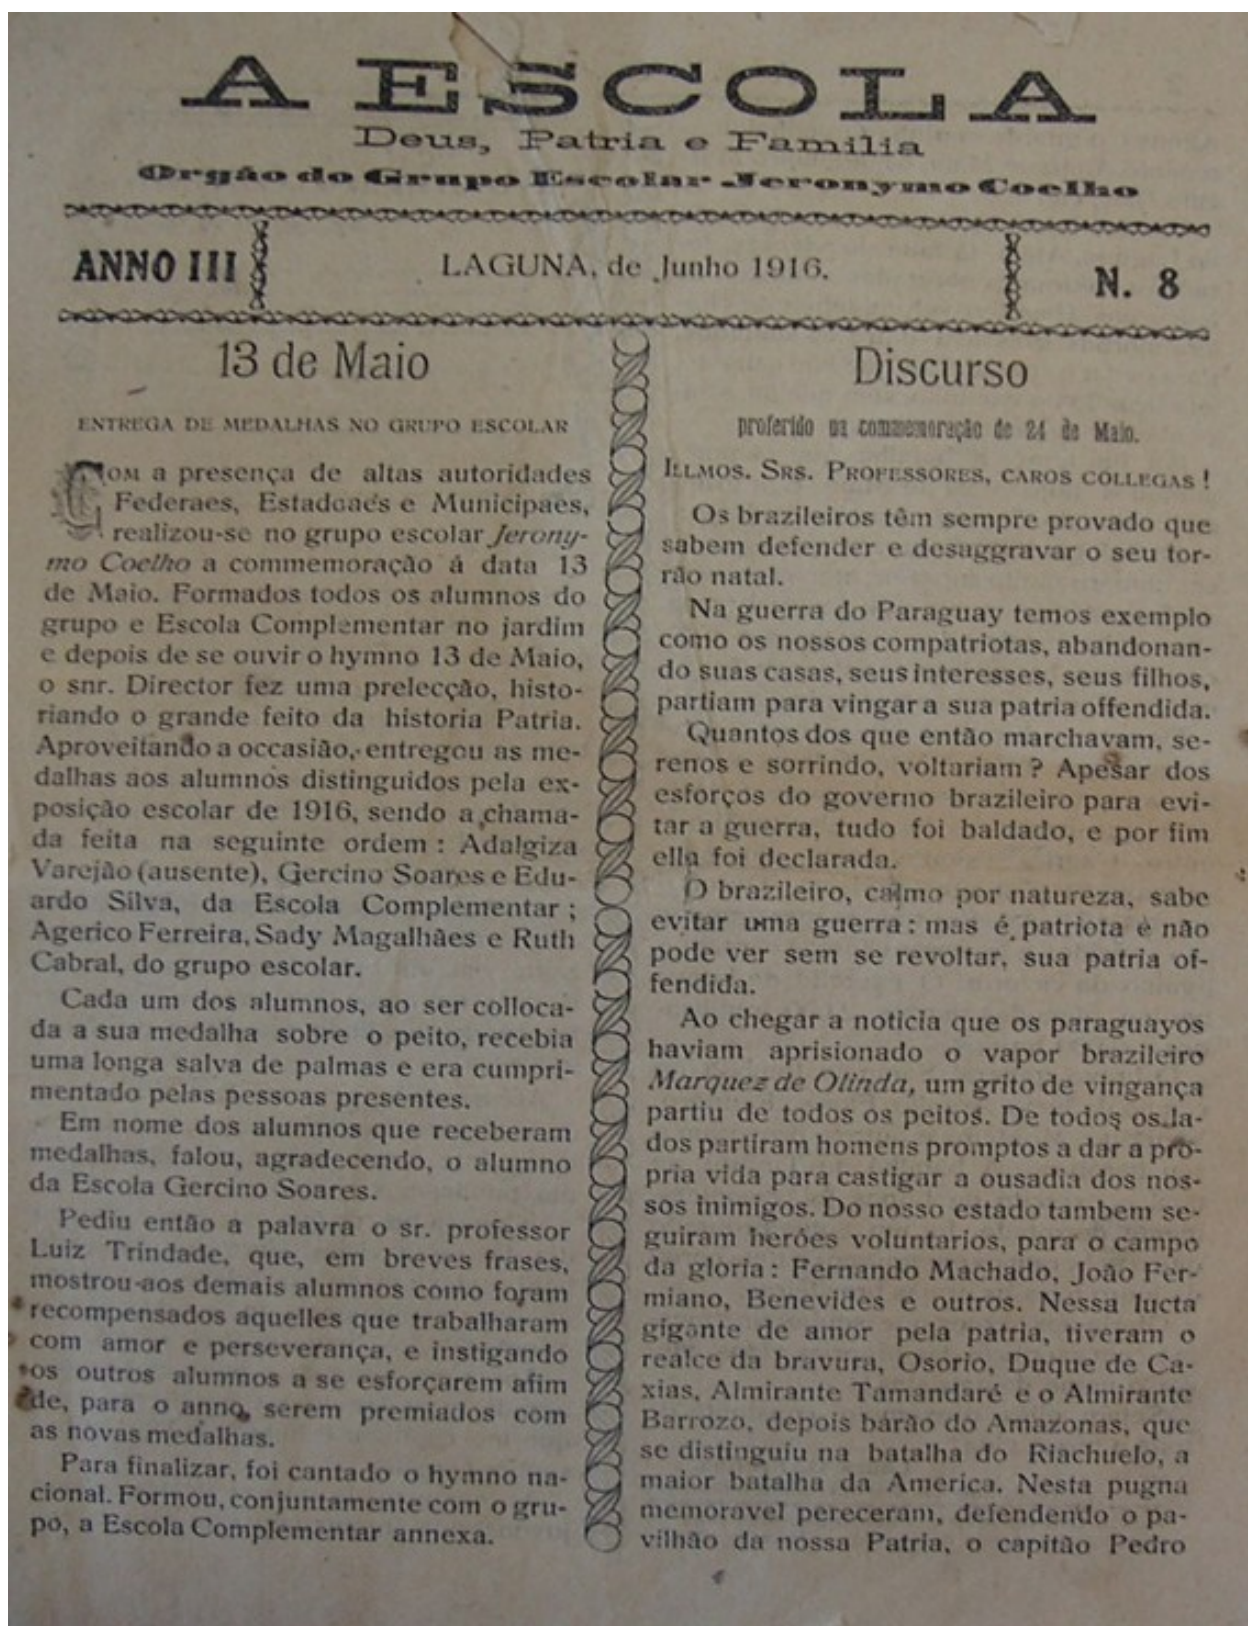 A ESCOLA
Deus, Patria e Familia
Orgão do Grupo Escolar Jeronymo Coelho
ANNO III
LAGUNA, de Junho 1916.
N. 8
13 de Maio
ENTREGA DE MEDALHAS NO GRUPO ESCOLAR
COM a presença de altas autoridades
Federaes, Estadoaes e Municipaes,
realizou-se no grupo escolar Jerony-
mo Coelho a commemoração á data 13
de Maio. Formados todos os alumnos do
grupo e Escola Complementar no jardim
e depois de se ouvir o hymno 13 de Maio,
o snr. Director fez uma prelecção, histo-
riando o grande feito da historia Patria.
Aproveitando a occasião, entregou as me-
dalhas aos alumnos distinguidos pela ex-
posição escolar de 1916, sendo a chama-
da feita na seguinte ordem : Adalgiza
Varejão (ausente), Gercino Soares e Edu-
ardo Silva, da Escola Complementar ;
Agerico Ferreira, Sady Magalhães e Ruth
Cabral, do grupo escolar.
Cada um dos alumnos, ao ser colloca-
da a sua medalha sobre o peito, recebia
uma longa salva de palmas e era cumpri-
mentado pelas pessoas presentes.
Em nome dos alumnos que receberam
medalhas, falou, agradecendo, o alumno
da Escola Gercino Soares.
Pediu então a palavra o sr. professor
Luiz Trindade, que, em breves frases,
mostrou-aos demais alumnos como foram
recompensados aquelles que trabalharam
com amor e perseverança, e instigando
os outros alumnos a se esforçarem afim
de, para o anno, serem premiados com
as novas medalhas.
Para finalizar, foi cantado o hymno na-
cional. Formou, conjuntamente com o gru-
po, a Escola Complementar annexa.
Discurso
proferido na commemoração de 24 de Maio.
ILLMOS. SRS. PROFESSORES, CAROS COLLEGAS !
Os brazileiros têm sempre provado que
sabem defender e desaggravar o seu tor-
rão natal.
Na guerra do Paraguay temos exemplo
como os nossos compatriotas, abandonan-
do suas casas, seus interesses, seus filhos,
partiam para vingar a sua patria offendida.
Quantos dos que então marchavam, se-
renos e sorrindo, voltariam ? Apesar dos
esforços do governo brazileiro para evi-
tar a guerra, tudo foi baldado, e por fim
ella foi declarada.
O brazileiro, calmo por natureza, sabe
evitar uma guerra : mas é patriota e não
pode ver sem se revoltar, sua patria of-
fendida.
Ao chegar a noticia que os paraguayos
haviam aprisionado o vapor brazileiro
Marquez de Olinda, um grito de vingança
partiu de todos os peitos. De todos os la-
dos partiram homens promptos a dar a pro-
pria vida para castigar a ousadia dos nos-
sos inimigos. Do nosso estado tambem se-
guiram heróes voluntarios, para o campo
da gloria : Fernando Machado, João Fer-
miano, Benevides e outros. Nessa lucta
gigante de amor pela patria, tiveram o
realce da bravura, Osorio, Duque de Ca-
xias, Almirante Tamandaré e o Almirante
Barrozo, depois bárão do Amazonas, que
se distinguiu na batalha do Riachuelo, a
maior batalha da America. Nesta pugna
memoravel pereceram, defendendo o pa-
vilhão da nossa Patria, o capitão Pedro